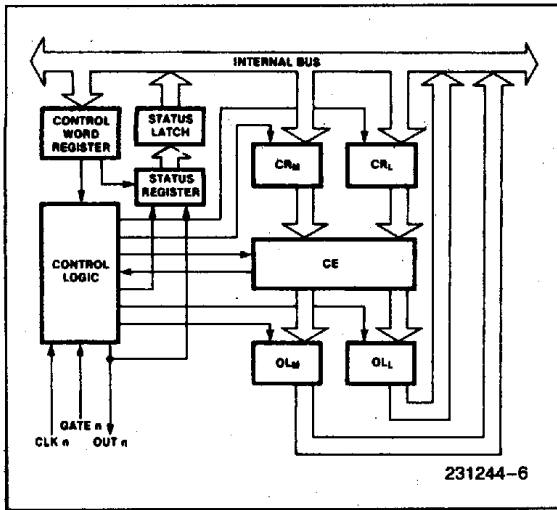 INTERNAL BUS
CONTROL
WORD
REGISTER
STATUS
LATCH
STATUS
REGISTER
CRM
CRL
CONTROL
LOGIC
CE
OLM
OLL
CLK n
GATE n
OUT n
231244-6